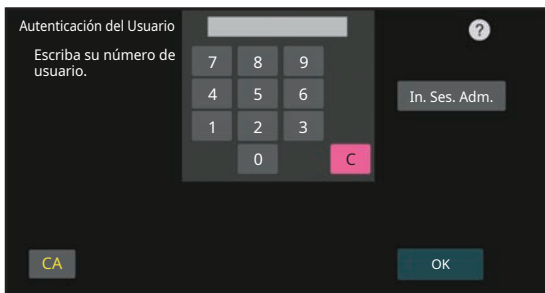 Autenticación del Usuario
?
Escriba su número de
usuario.
7 8 9
4 5 6
In. Ses. Adm.
1 2 3
0 C
CA
OK